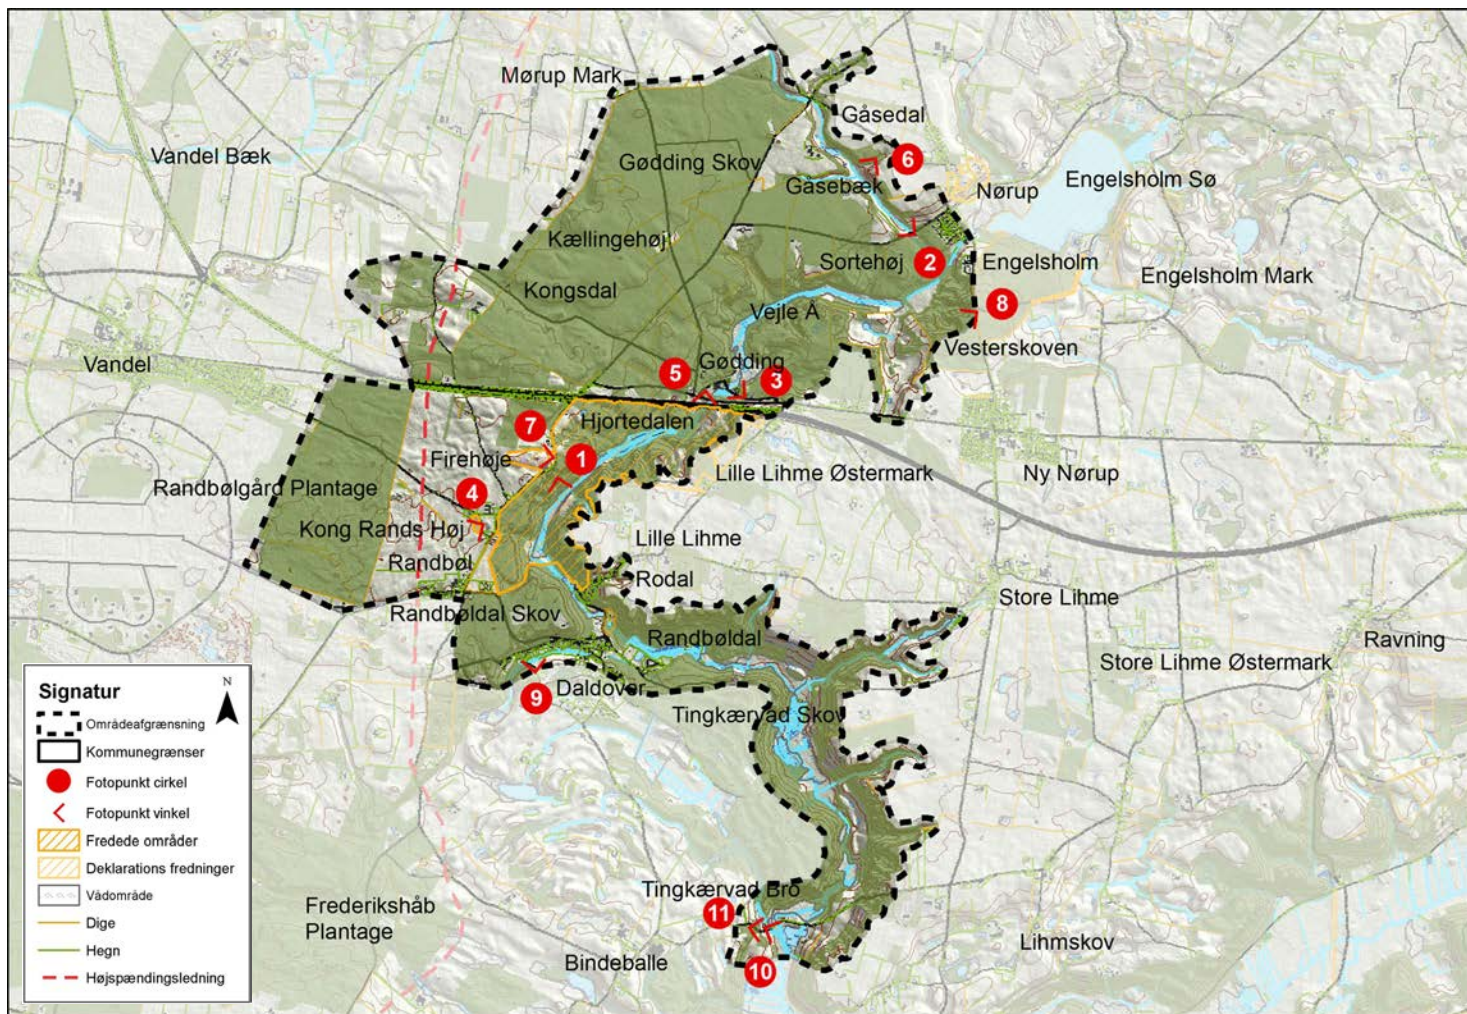 Mørup Mark
Gåsedal
Vandel Bæk
Gødding Skov
6
Engelsholm Sø
Gåsebæk
Nørup
Kællingehøj
Sortehøj
2
Engelsholm
Engelsholm Mark
Kongsdal
8
Vejle Å
Vesterskoven
Vandel
5
Gødding
3
7
Hjortedalen
Firehøje
1
Lille Lihme Østermark
Ny Nørup
Randbølgård Plantage
4
Kong Rands Høj
Lille Lihme
Randbøl
Rodal
Randbøldal Skov
Store Lihme
Randbøldal
Ravning
Store Lihme Østermark
9
Daldover
Tingkærvad Skov
Tingkærvad Bro
11
Frederikshåb
Plantage
Lihmskov
Bindeballe
10
Signatur
N
Områdeafgrænsning
Kommunegrænser
Fotopunkt cirkel
Fotopunkt vinkel
Fredede områder
Deklarations fredninger
Vådområde
Dige
Hegn
Højspændingsledning